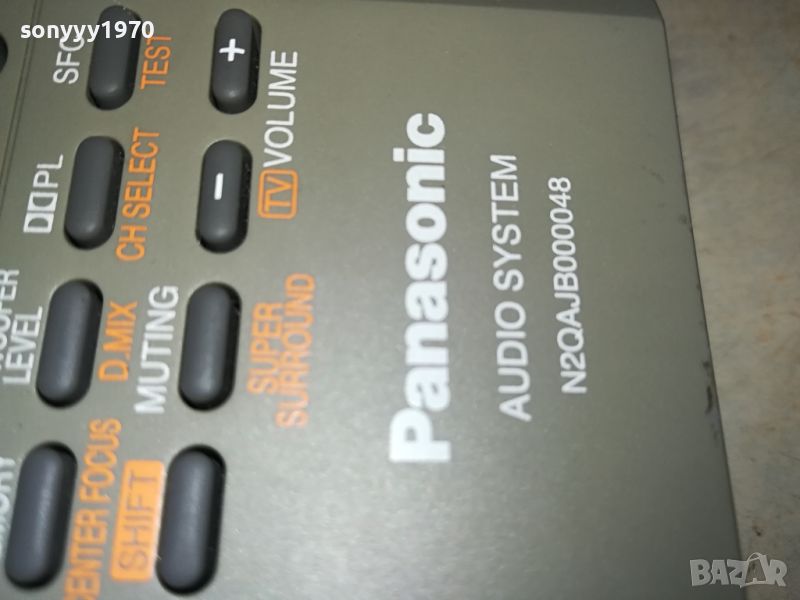 sonyyy1970
SFC
TEST
+
VOLUME
PL
CH SELECT
-
TV
LEVEL
D.MIX
MUTING
SUPER
SURROUND
CENTER FOCUS
SHIFT
Panasonic
AUDIO SYSTEM
N2QAJB000048
BAZAR